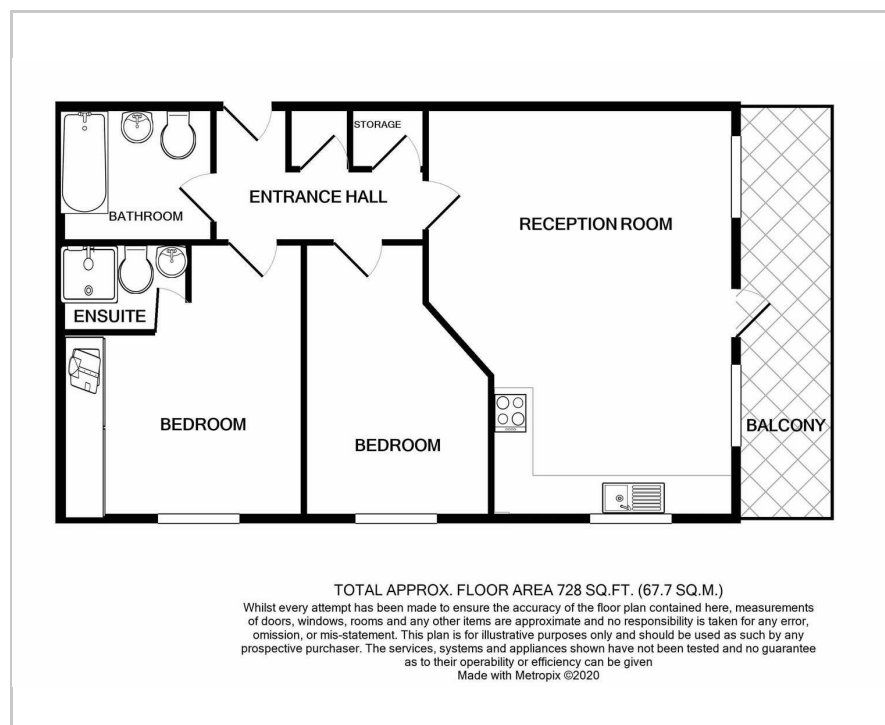 STORAGE
ENTRANCE HALL
BATHROOM
RECEPTION ROOM
ENSUITE
BEDROOM
BEDROOM
BALCONY
TOTAL APPROX. FLOOR AREA 728 SQ.FT. (67.7 SQ.M.)
Whilst every attempt has been made to ensure the accuracy of the floor plan contained here, measurements
of doors, windows, rooms and any other items are approximate and no responsibility is taken for any error,
omission, or mis-statement. This plan is for illustrative purposes only and should be used as such by any
prospective purchaser. The services, systems and appliances shown have not been tested and no guarantee
as to their operability or efficiency can be given
Made with Metropix ©2020